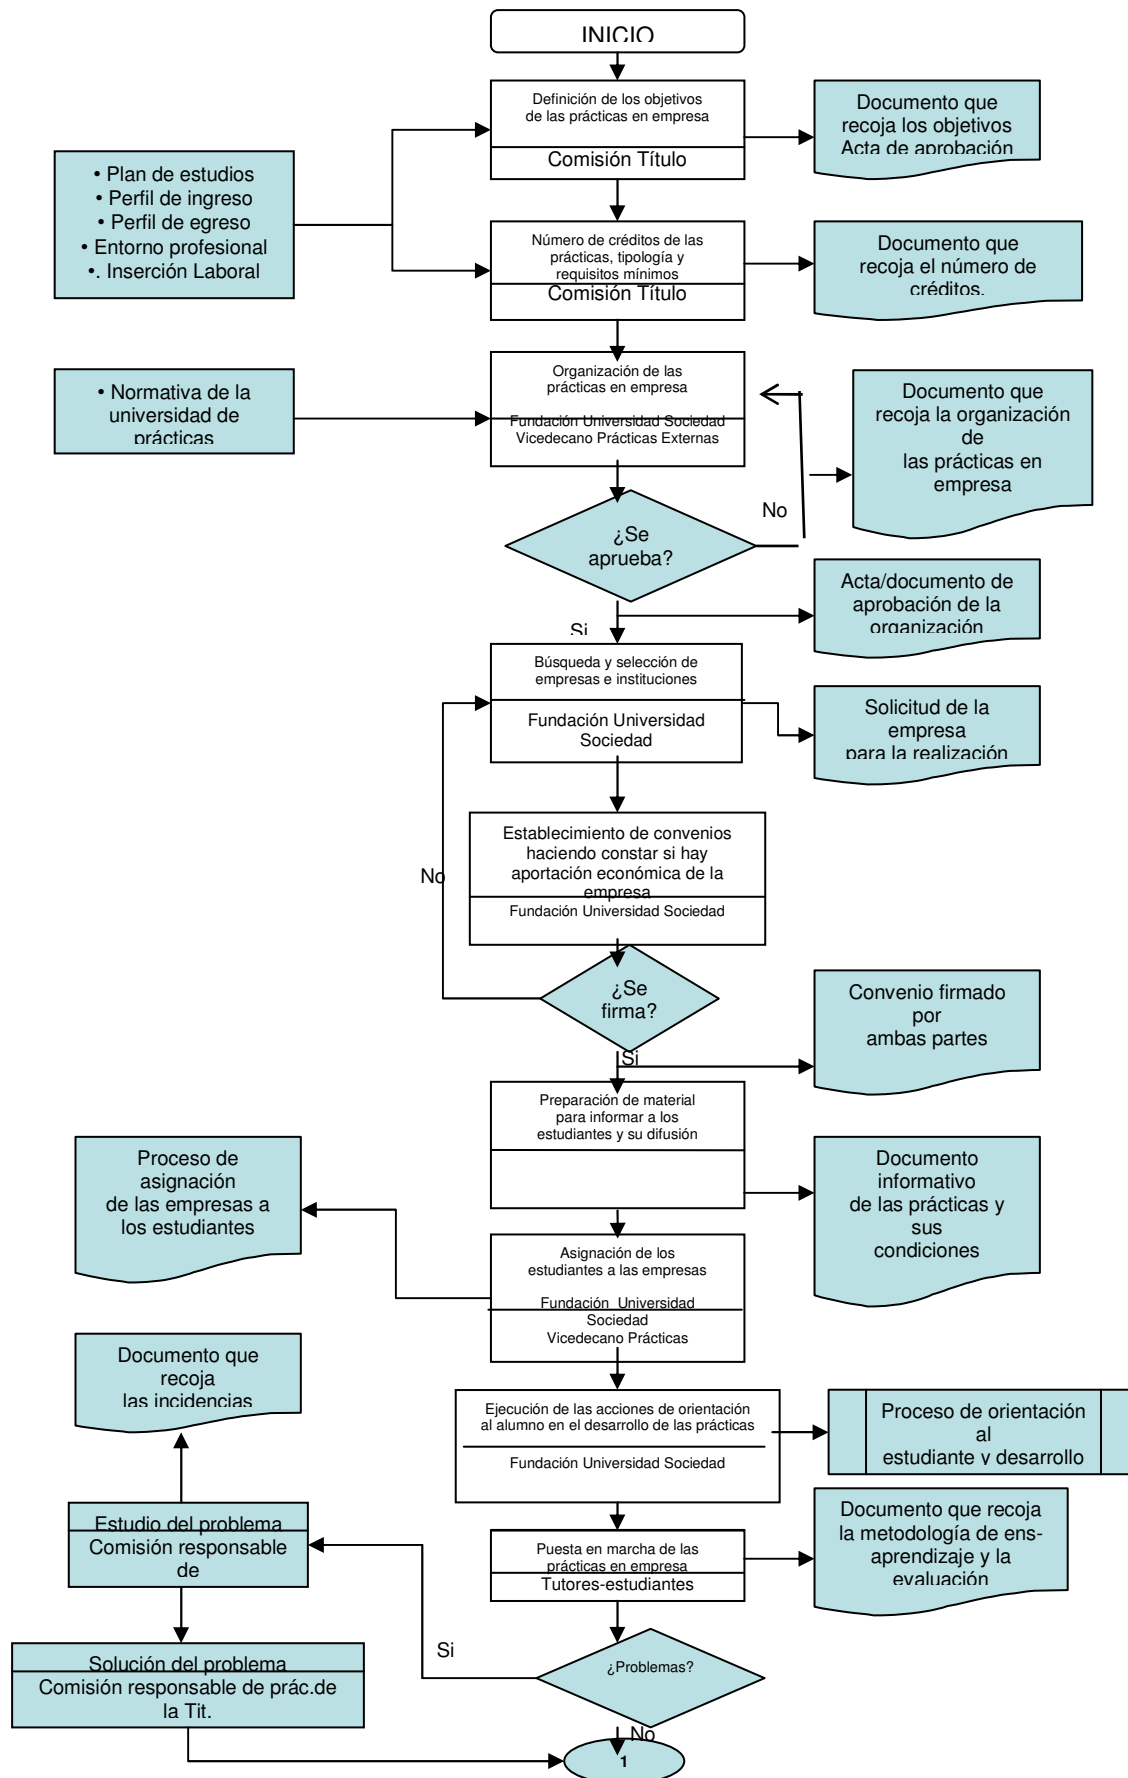 INICIO
Definición de los objetivos
de las prácticas en empresa
Comisión Título
Documento que
recoja los objetivos
Acta de aprobación
• Plan de estudios
• Perfil de ingreso
• Perfil de egreso
• Entorno profesional
•. Inserción Laboral
Número de créditos de las
prácticas, tipología y
requisitos mínimos
Comisión Título
Documento que
recoja el número de
créditos.
• Normativa de la
universidad de
prácticas
Organización de las
prácticas en empresa
Fundación Universidad Sociedad
Vicedecano Prácticas Externas
Documento que
recoja la organización
de
las prácticas en
empresa
No
¿Se
aprueba?
Si
Acta/documento de
aprobación de la
organización
Búsqueda y selección de
empresas e instituciones
Fundación Universidad
Sociedad
Solicitud de la
empresa
para la realización
Establecimiento de convenios
haciendo constar si hay
aportación económica de la
empresa
Fundación Universidad Sociedad
No
¿Se
firma?
Si
Convenio firmado
por
ambas partes
Preparación de material
para informar a los
estudiantes y su difusión
Documento
informativo
de las prácticas y
sus
condiciones
Proceso de
asignación
de las empresas a
los estudiantes
Asignación de los
estudiantes a las empresas
Fundación Universidad
Sociedad
Vicedecano Prácticas
Documento que
recoja
las incidencias
Ejecución de las acciones de orientación
al alumno en el desarrollo de las prácticas
Fundación Universidad Sociedad
Proceso de orientación
al
estudiante y desarrollo
Estudio del problema
Comisión responsable
de
Puesta en marcha de las
prácticas en empresa
Tutores-estudiantes
Documento que recoja
la metodología de ens-
aprendizaje y la
evaluación
Si
¿Problemas?
Solución del problema
Comisión responsable de prác.de
la Tit.
No
1